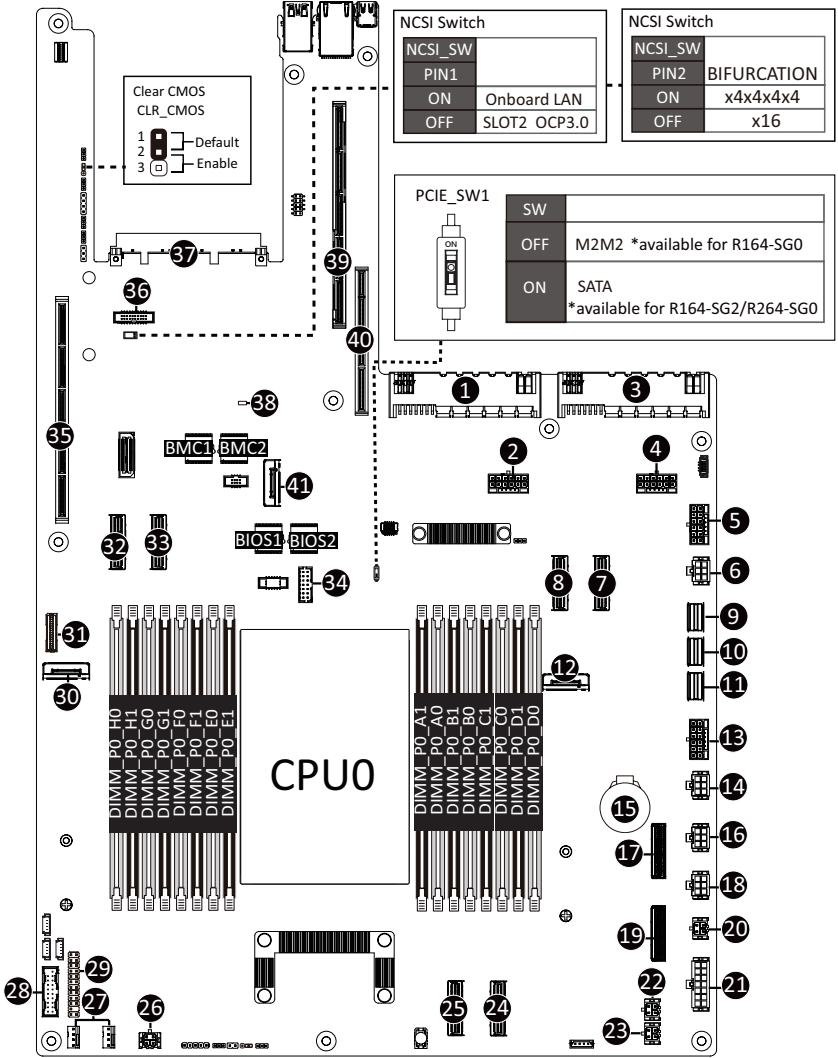 NCSI Switch
NCSI_SW
PIN1
ON Onboard LAN
OFF SLOT2 OCP3.0
NCSI Switch
NCSI_SW
PIN2 BIFURCATION
ON x4x4x4x4
OFF x16
Clear CMOS
CLR_CMOS
1
2
3
Default
Enable
PCIE_SW1
ON
SW
OFF M2M2 *available for R164-SG0
ON SATA
*available for R164-SG2/R264-SG0
37
36
39
40
38
35
1
3
2
4
BMC1 BMC2
41
5
32
33
BIOS1 BIOS2
34
8
7
6
31
30
9
10
11
12
DIMM_P0_H0
DIMM_P0_H1
DIMM_P0_G0
DIMM_P0_G1
DIMM_P0_F0
DIMM_P0_F1
DIMM_P0_E0
DIMM_P0_E1
CPU0
DIMM_P0_A1
DIMM_P0_A0
DIMM_P0_B1
DIMM_P0_B0
DIMM_P0_C1
DIMM_P0_C0
DIMM_P0_D1
DIMM_P0_D0
13
14
15
16
17
18
19
20
21
22
23
28
29
27
26
25
24